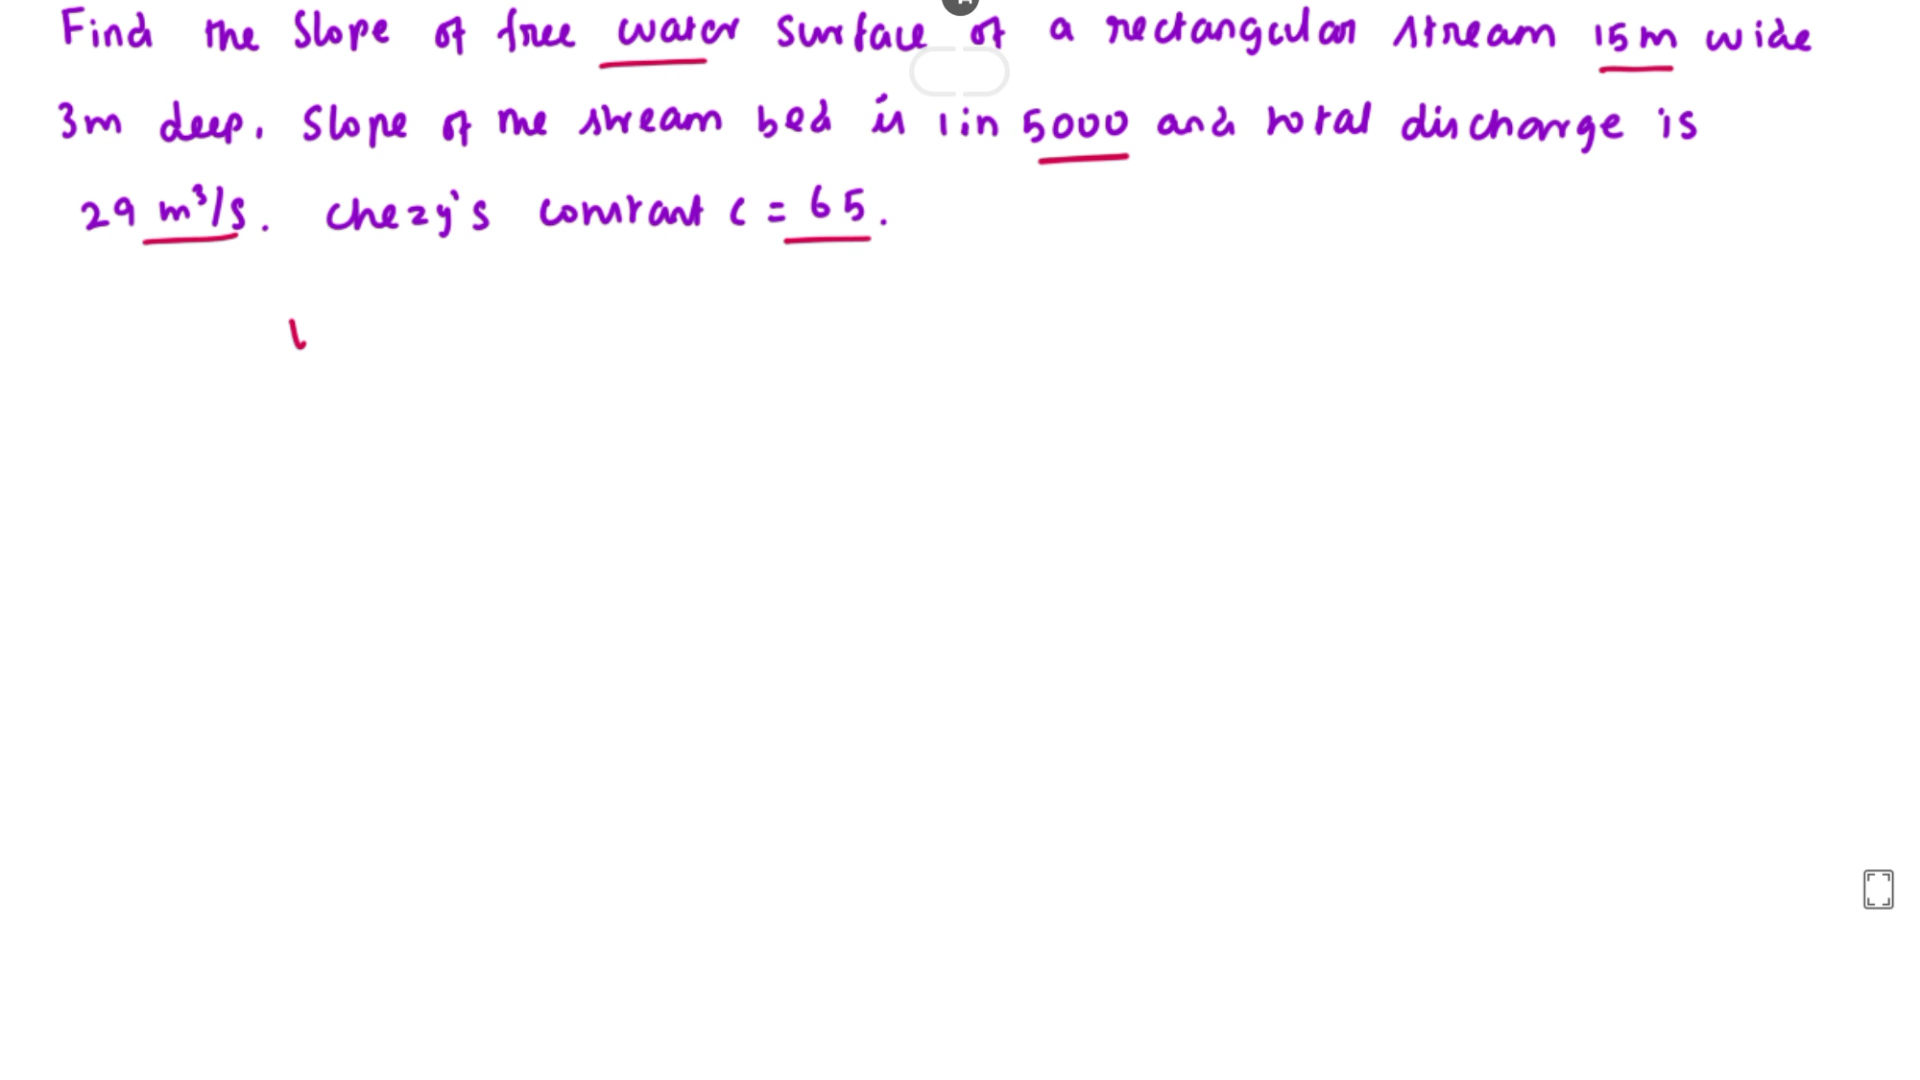 Find the slope of free water surface of a rectangular stream 15m wide
3m deep. Slope of the stream bed is 1 in 5000 and total discharge is
29 m³/s. Chezy's constant C = 65.